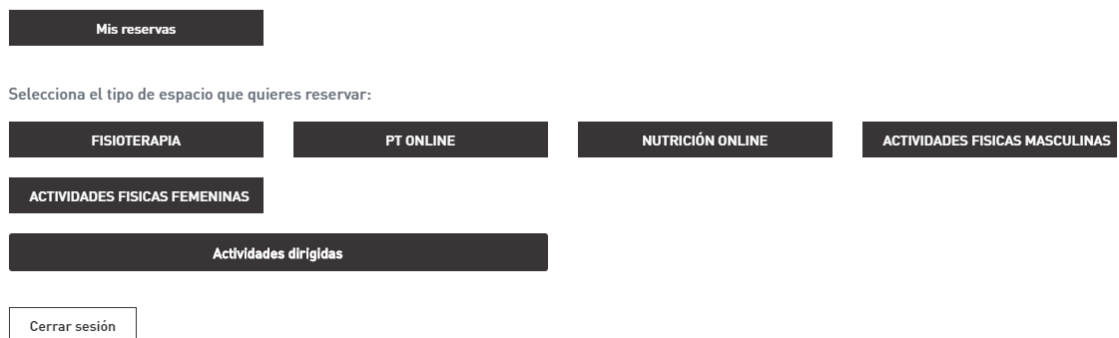 Mis reservas
Selecciona el tipo de espacio que quieres reservar:
FISIOTERAPIA
PT ONLINE
NUTRICIÓN ONLINE
ACTIVIDADES FISICAS MASCULINAS
ACTIVIDADES FISICAS FEMENINAS
Actividades dirigidas
Cerrar sesión